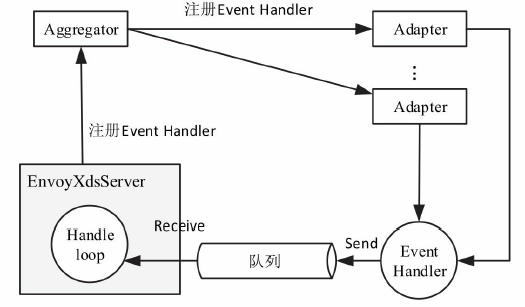 注册Event Handler
Aggregator
Adapter
⋮
Adapter
注册Event Handler
EnvoyXdsServer
Handle
loop
Receive
队列
Send
Event
Handler